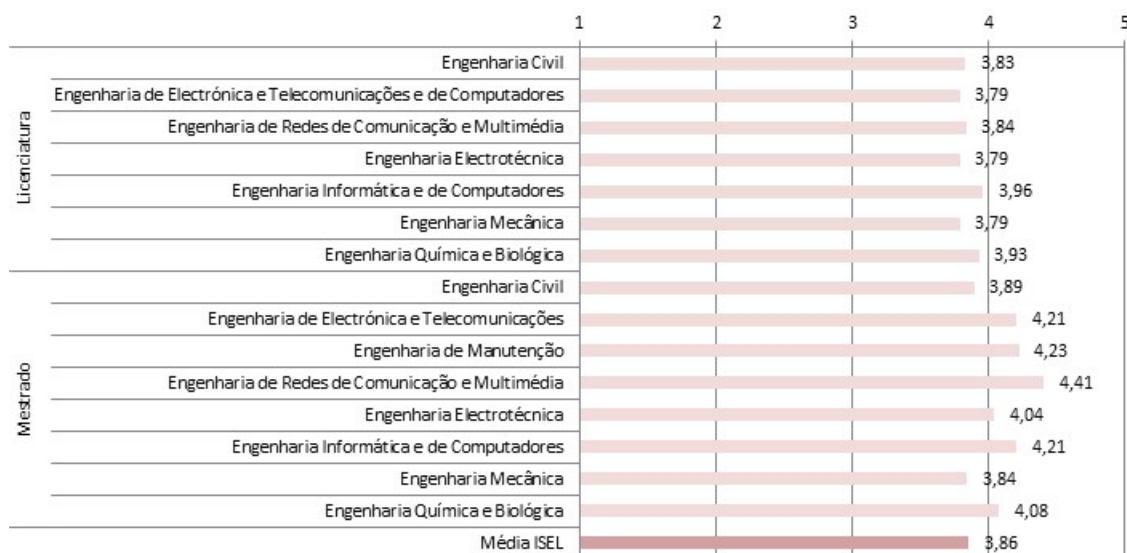 1 2 3 4 5
Licenciatura
Engenharia Civil 3,83
Engenharia de Electrónica e Telecomunicações e de Computadores 3,79
Engenharia de Redes de Comunicação e Multimédia 3,84
Engenharia Electrotécnica 3,79
Engenharia Informática e de Computadores 3,96
Engenharia Mecânica 3,79
Engenharia Química e Biológica 3,93
Mestrado
Engenharia Civil 3,89
Engenharia de Electrónica e Telecomunicações 4,21
Engenharia de Manutenção 4,23
Engenharia de Redes de Comunicação e Multimédia 4,41
Engenharia Electrotécnica 4,04
Engenharia Informática e de Computadores 4,21
Engenharia Mecânica 3,84
Engenharia Química e Biológica 4,08
Média ISEL 3,86